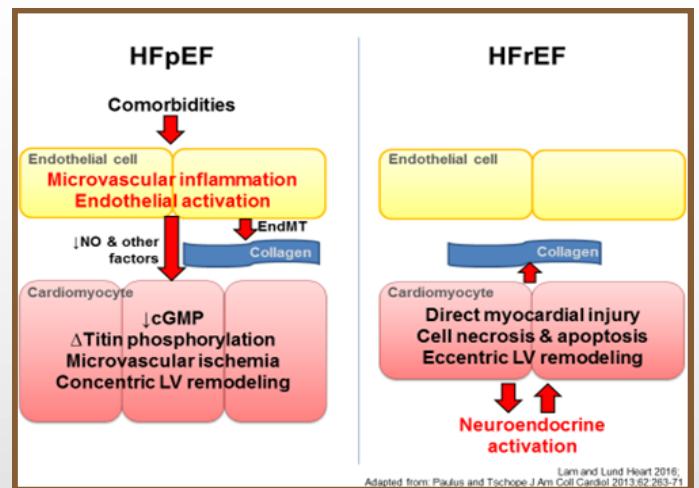 HFpEF
Comorbidities
Endothelial cell
Microvascular inflammation
Endothelial activation
↓NO & other
factors
EndMT
Collagen
Cardiomyocyte
↓cGMP
ΔTitin phosphorylation
Microvascular ischemia
Concentric LV remodeling
HFrEF
Endothelial cell
Collagen
Cardiomyocyte
Direct myocardial injury
Cell necrosis & apoptosis
Eccentric LV remodeling
Neuroendocrine
activation
Lam and Lund Heart 2016;
Adapted from: Paulus and Tschope J Am Coll Cardiol 2013;62:263-71